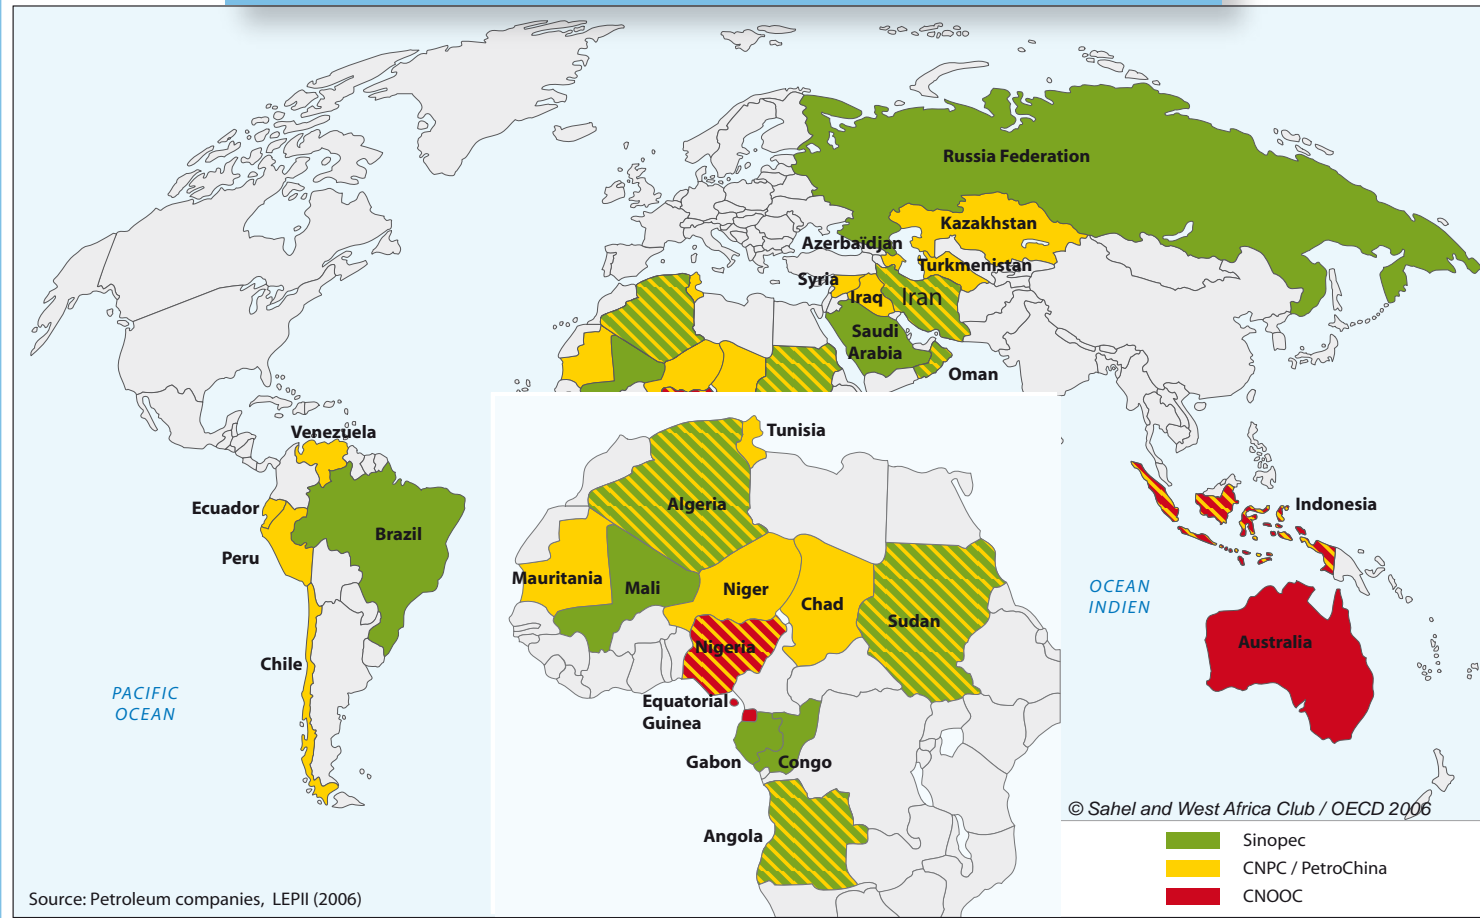 Russia Federation
Kazakhstan
Azerbaïdjan
Turkmenistan
Syria
Iraq
Iran
Saudi
Arabia
Oman
Venezuela
Ecuador
Brazil
Peru
Chile
PACIFIC
OCEAN
Tunisia
Algeria
Mauritania
Mali
Niger
Chad
Sudan
Nigeria
Equatorial
Guinea
Gabon
Congo
Angola
Indonesia
OCEAN
INDIEN
Australia
© Sahel and West Africa Club / OECD 2006
Sinopec
CNPC / PetroChina
CNOOC
Source: Petroleum companies, LEPII (2006)